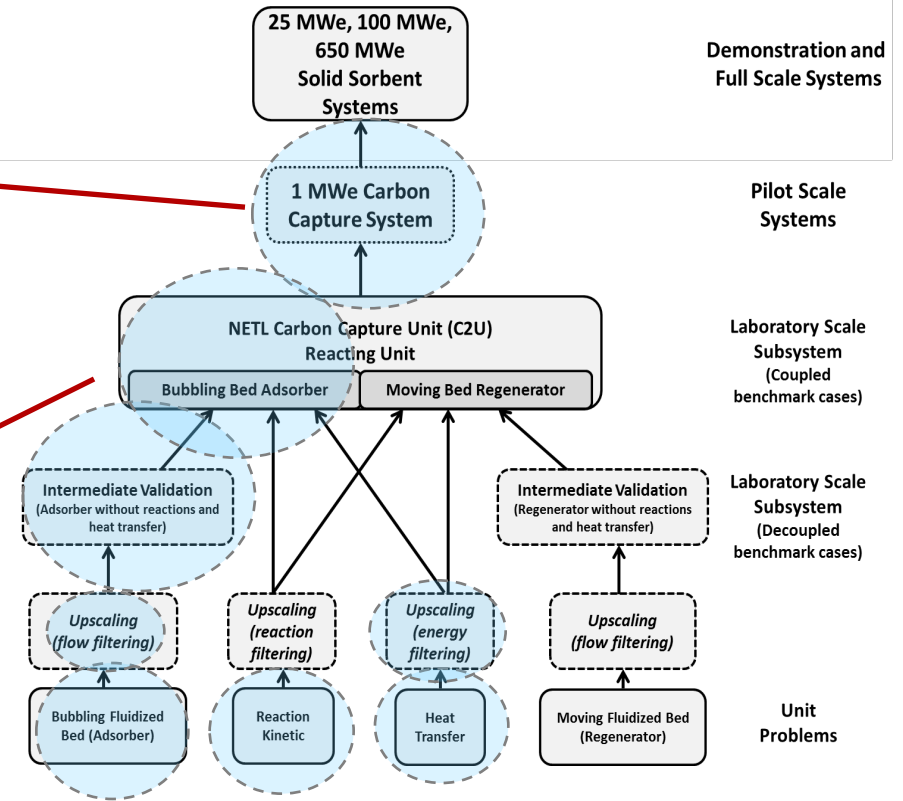 25 MWe, 100 MWe,
650 MWe
Solid Sorbent
Systems
Demonstration and
Full Scale Systems
1 MWe Carbon
Capture System
Pilot Scale
Systems
NETL Carbon Capture Unit (C2U)
Reacting Unit
Bubbling Bed Adsorber
Moving Bed Regenerator
Laboratory Scale
Subsystem
(Coupled
benchmark cases)
Intermediate Validation
(Adsorber without reactions and
heat transfer)
Intermediate Validation
(Regenerator without reactions
and heat transfer)
Laboratory Scale
Subsystem
(Decoupled
benchmark cases)
Upscaling
(flow filtering)
Upscaling
(reaction
filtering)
Upscaling
(energy
filtering)
Upscaling
(flow filtering)
Bubbling Fluidized
Bed (Adsorber)
Reaction
Kinetic
Heat
Transfer
Moving Fluidized Bed
(Regenerator)
Unit
Problems